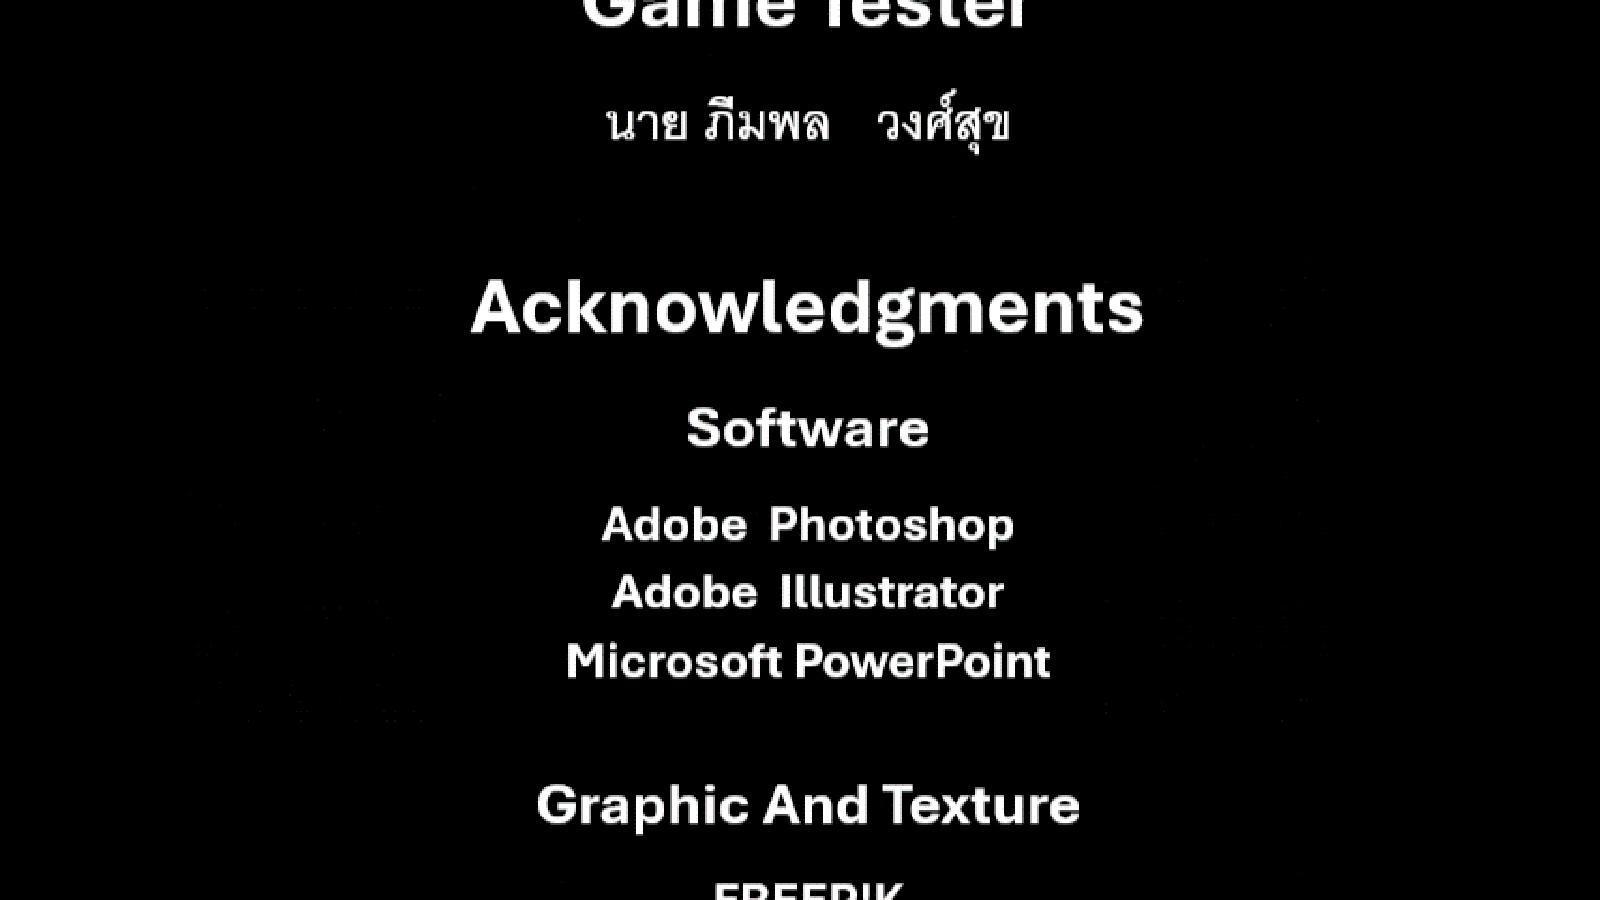 Game Tester
นาย ภีมพล วงศ์สุข
Acknowledgments
Software
Adobe Photoshop
Adobe Illustrator
Microsoft PowerPoint
Graphic And Texture
FREEPIK